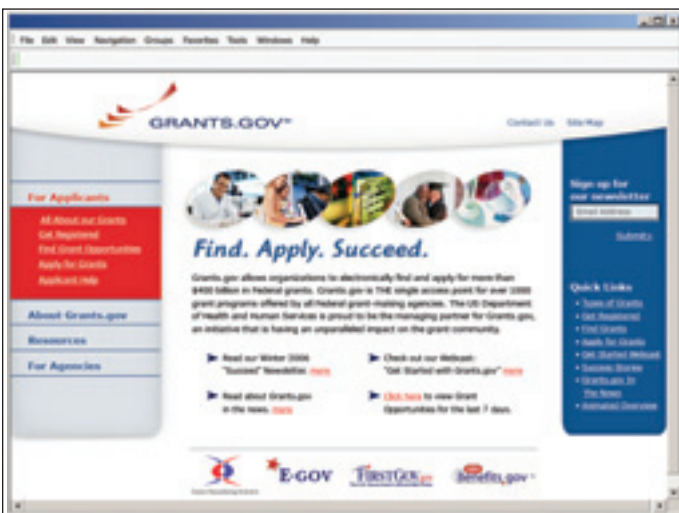 File Edit View Navigation Groups Favorites Tools Windows Help
GRANTS.GOV™
Contact Us Site Map
For Applicants
All About our Grants
Get Registered
Find Grant Opportunities
Apply for Grants
Applicant Help
About Grants.gov
Resources
For Agencies
Find. Apply. Succeed.
Grants.gov allows organizations to electronically find and apply for more than
$400 billion in Federal grants. Grants.gov is THE single access point for over 1000
grant programs offered by all Federal grant-making agencies. The US Department
of Health and Human Services is proud to be the managing partner for Grants.gov,
an initiative that is having an unparalleled impact on the grant community.
Read our Winter 2006
"Succeed" Newsletter. more
Check out our Webcast:
"Get Started with Grants.gov" more
Read about Grants.gov
in the news. more
Click here to view Grant
Opportunities for the last 7 days.
Sign up for
our newsletter
Email Address
Submit>
Quick Links
• Types of Grants
• Get Registered
• Find Grants
• Apply for Grants
• Get Started Webcast
• Success Stories
• Grants.gov In
The News
• Animated Overview
E-GOV
FIRSTGOV
Benefits.gov